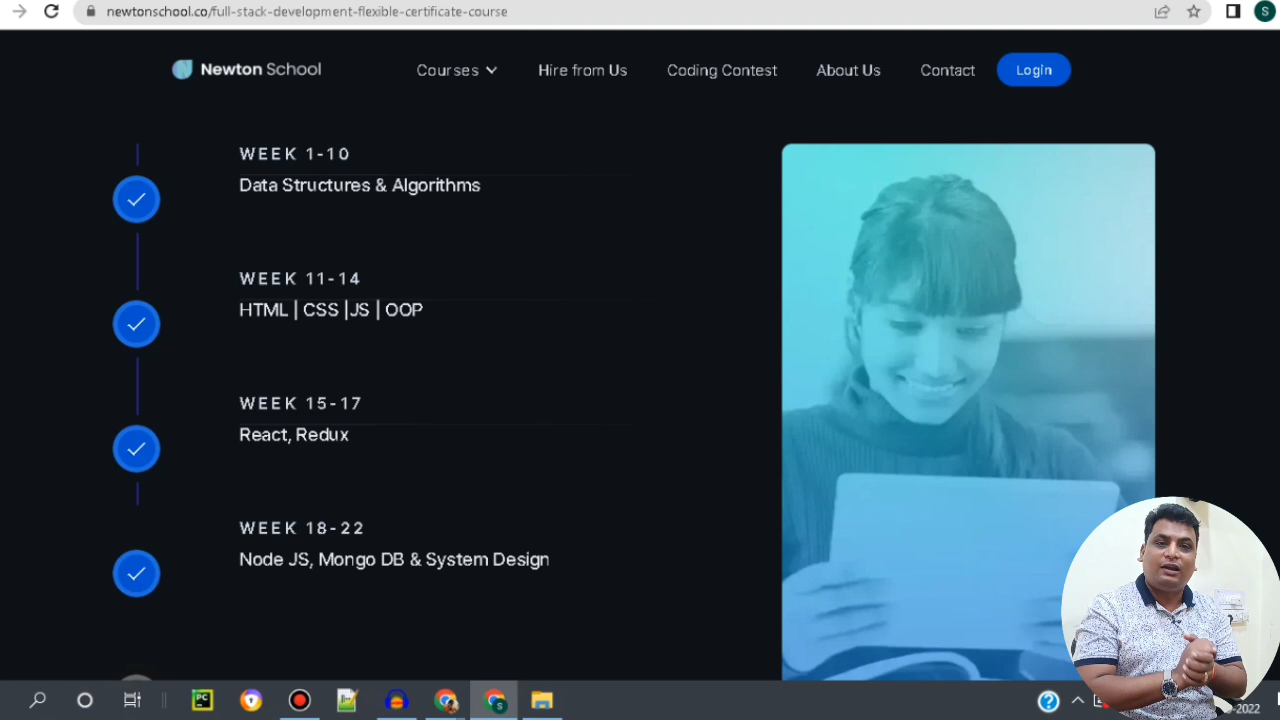 newtonschool.co/full-stack-development-flexible-certificate-course
S
Newton School
Courses
Hire from Us
Coding Contest
About Us
Contact
Login
WEEK 1-10
Data Structures & Algorithms
WEEK 11-14
HTML | CSS |JS | OOP
WEEK 15-17
React, Redux
WEEK 18-22
Node JS, Mongo DB & System Design
PC
S
?
-2022